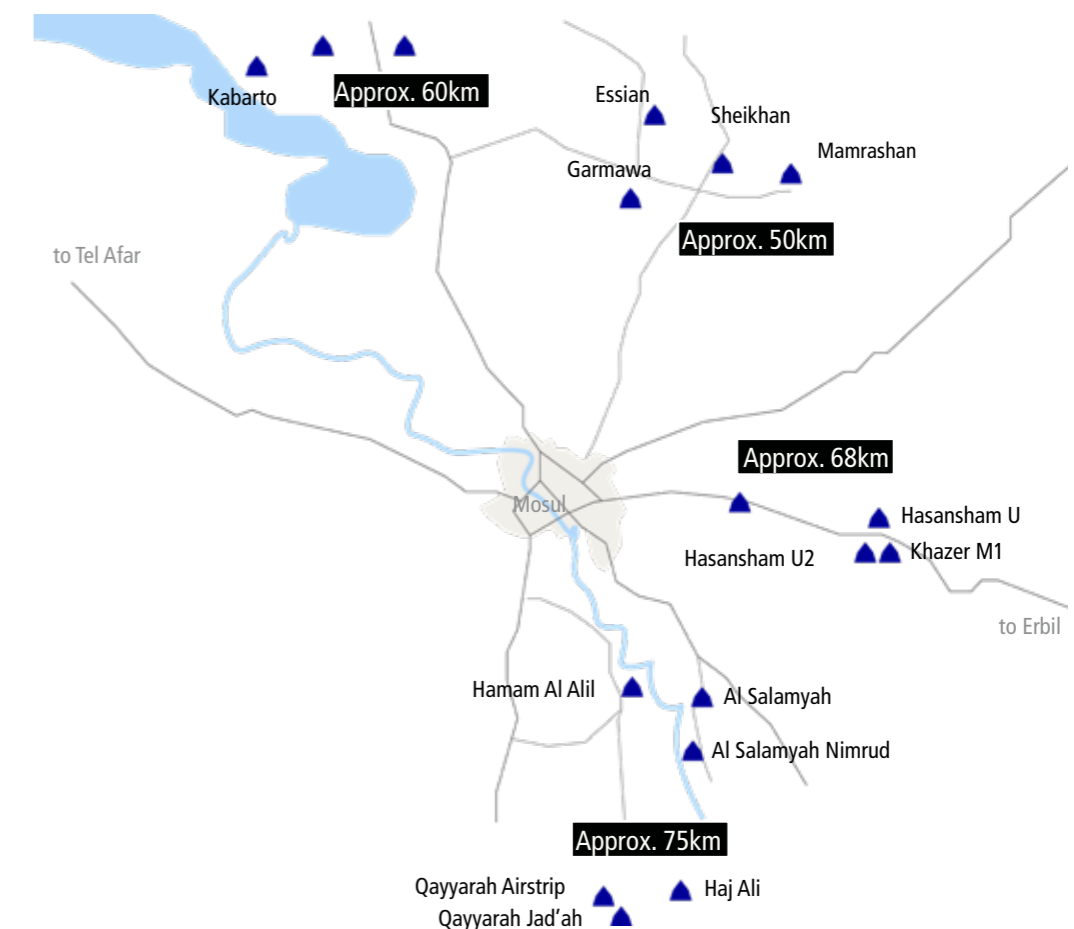 Kabarto
Approx. 60km
Essian
Sheikhan
Mamrashan
Garmawa
Approx. 50km
to Tel Afar
Approx. 68km
Mosul
Hasansham U
Hasansham U2
Khazer M1
to Erbil
Hamam Al Alil
Al Salamyah
Al Salamyah Nimrud
Approx. 75km
Qayyarah Airstrip
Haj Ali
Qayyarah Jad’ah